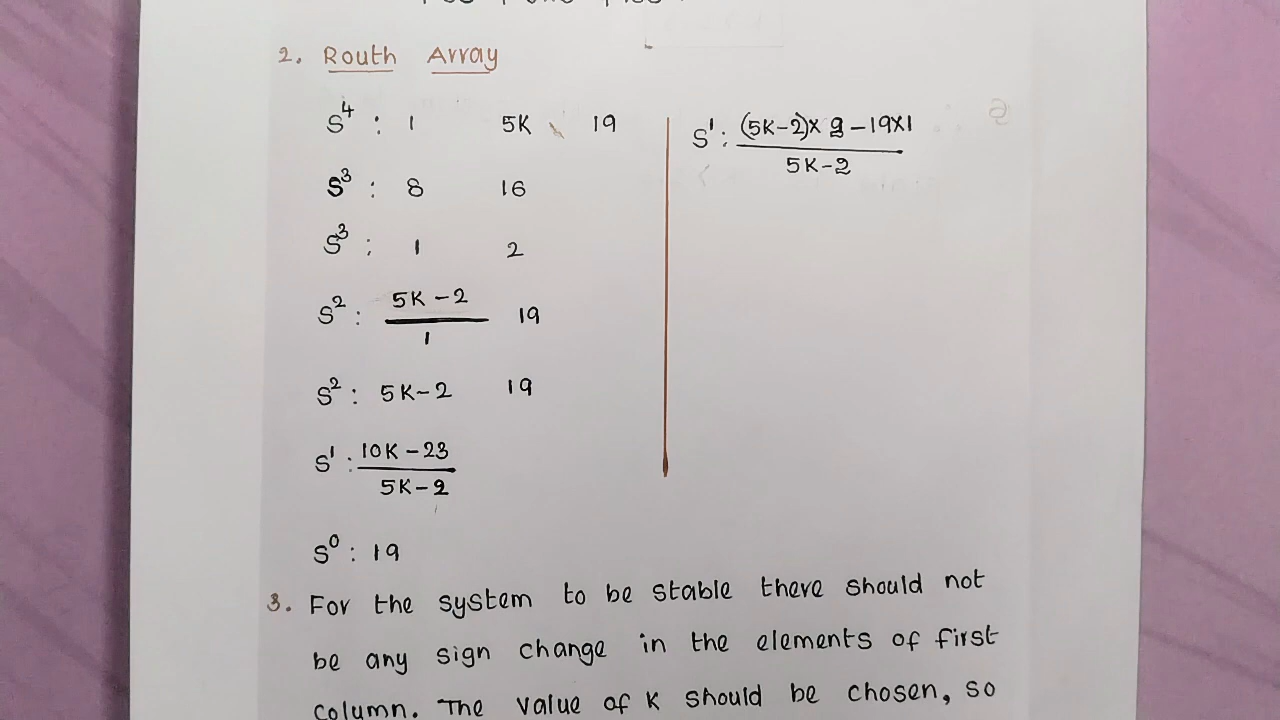 2. Routh Array
S⁴ : 1 5K 19
S³ : 8 16
S³ : 1 2
S² : (5K-2)/1 19
S² : 5K-2 19
S¹ : (10K-23)/(5K-2)
S⁰ : 19
S¹ : ((5K-2)×2-19×1)/(5K-2)
3. For the system to be stable there should not
be any sign change in the elements of first
column. The value of K should be chosen, so